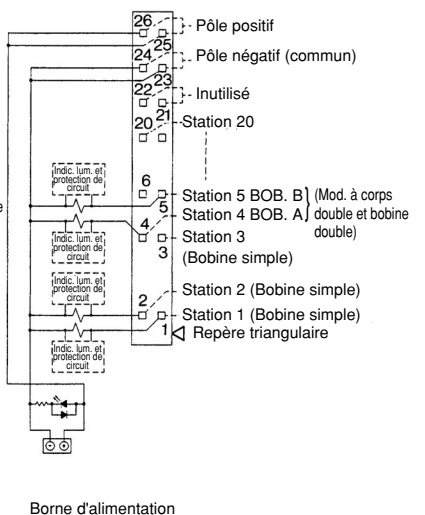 26
Pôle positif
25
24
Pôle négatif (commun)
23
22
Inutilisé
21
20
Station 20
Indic. lum. et
protection de
circuit
6
Station 5 BOB. B
(Mod. à corps
5
Station 4 BOB. A
double et bobine
double)
e
Indic. lum. et
protection de
circuit
4
Station 3
3
(Bobine simple)
Indic. lum. et
protection de
circuit
2
Station 2 (Bobine simple)
Station 1 (Bobine simple)
1
Repère triangulaire
Indic. lum. et
protection de
circuit
Borne d'alimentation